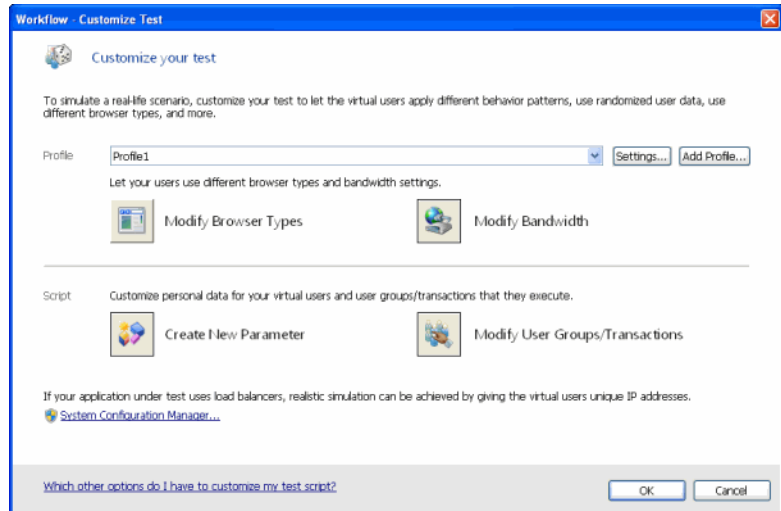 Workflow - Customize Test
Customize your test
To simulate a real-life scenario, customize your test to let the virtual users apply different behavior patterns, use randomized user data, use
different browser types, and more.
Profile
Profile1
Settings...
Add Profile...
Let your users use different browser types and bandwidth settings.
Modify Browser Types
Modify Bandwidth
Script
Customize personal data for your virtual users and user groups/transactions that they execute.
Create New Parameter
Modify User Groups/Transactions
If your application under test uses load balancers, realistic simulation can be achieved by giving the virtual users unique IP addresses.
System Configuration Manager...
Which other options do I have to customize my test script?
OK
Cancel